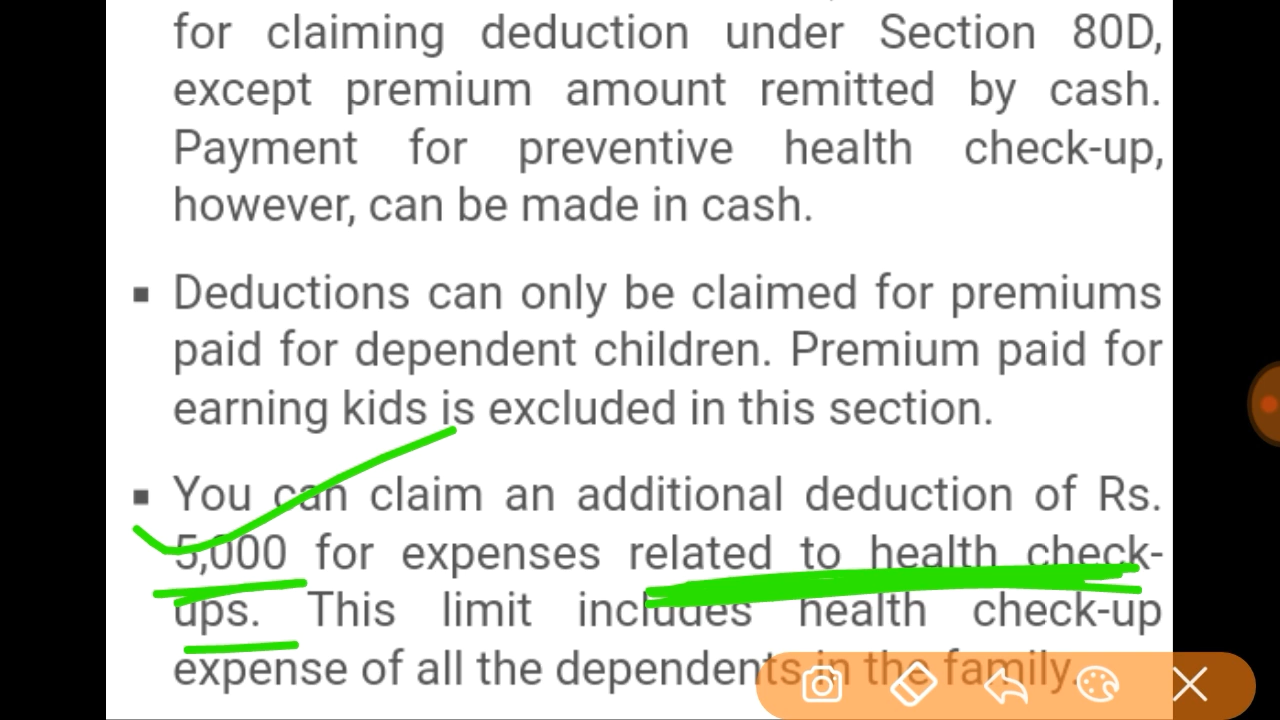 for claiming deduction under Section 80D,
except premium amount remitted by cash.
Payment for preventive health check-up,
however, can be made in cash.
▪ Deductions can only be claimed for premiums
paid for dependent children. Premium paid for
earning kids is excluded in this section.
▪ You can claim an additional deduction of Rs.
5,000 for expenses related to health check-
ups. This limit includes health check-up
expense of all the dependents in the family.